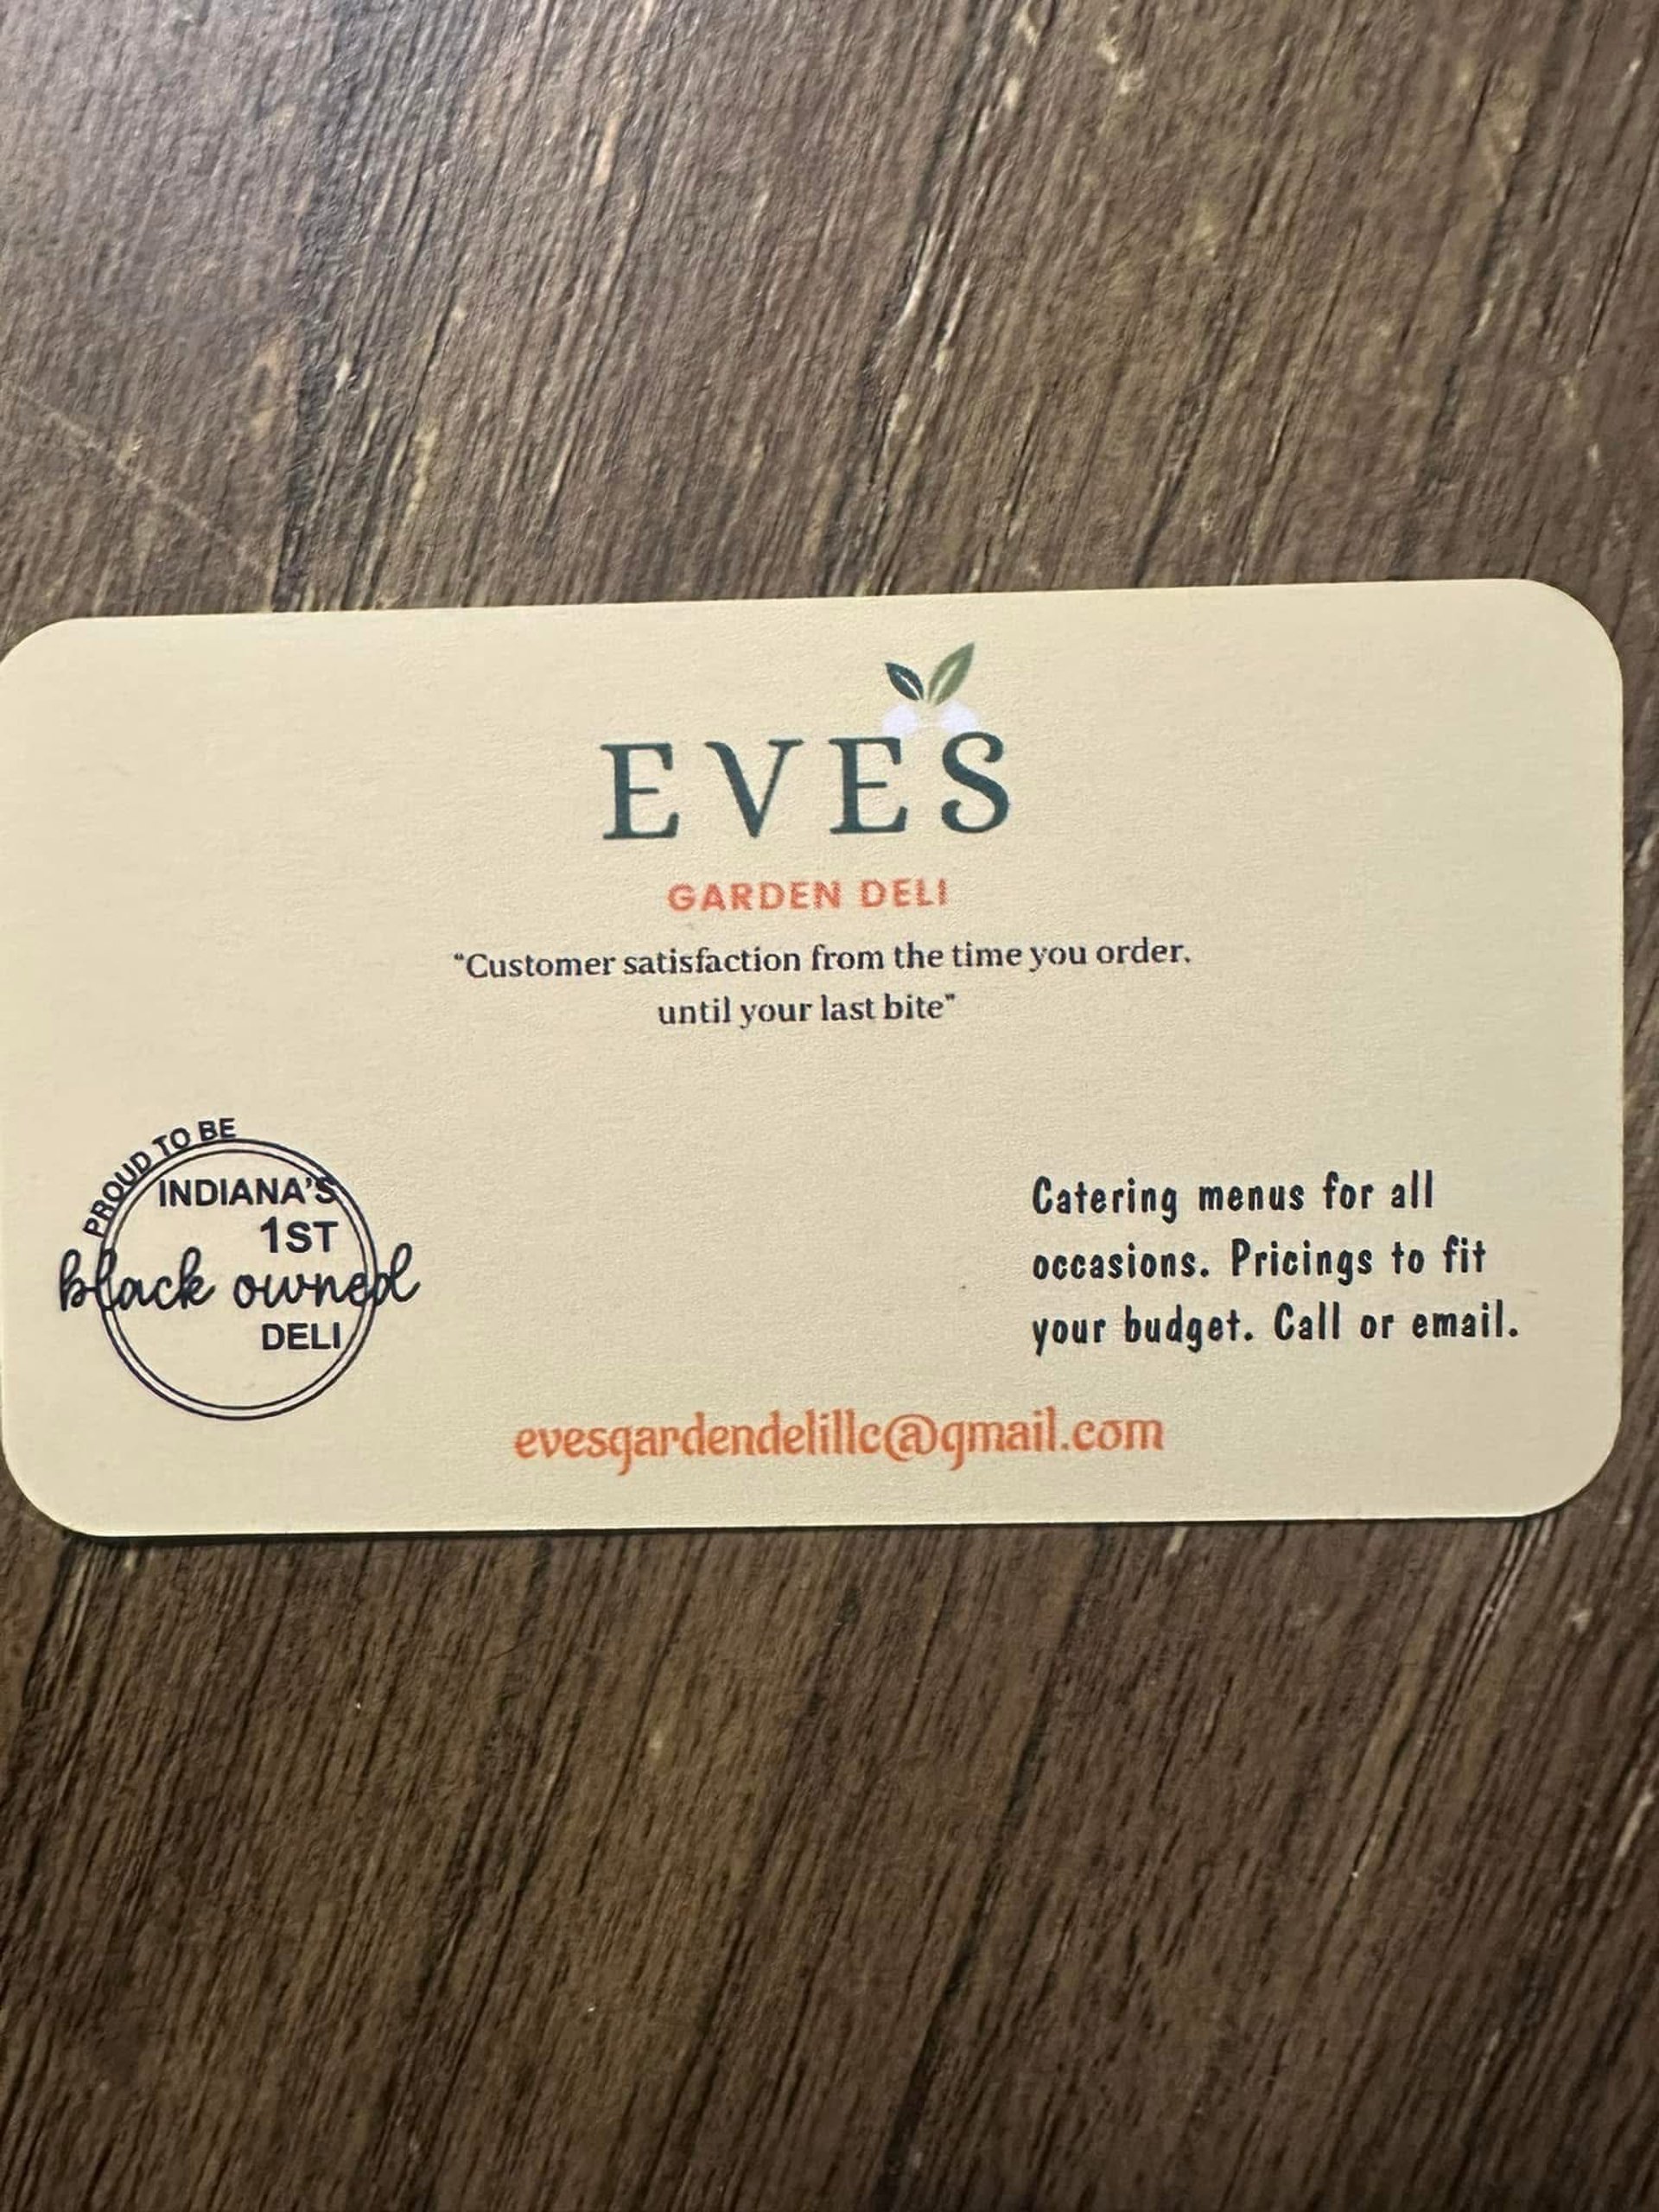 EVES
GARDEN DELI
"Customer satisfaction from the time you order.
until your last bite"
PROUD TO BE
INDIANA'S
1ST
black owned
DELI
Catering menus for all
occasions. Pricings to fit
your budget. Call or email.
evesgardendelillc@gmail.com